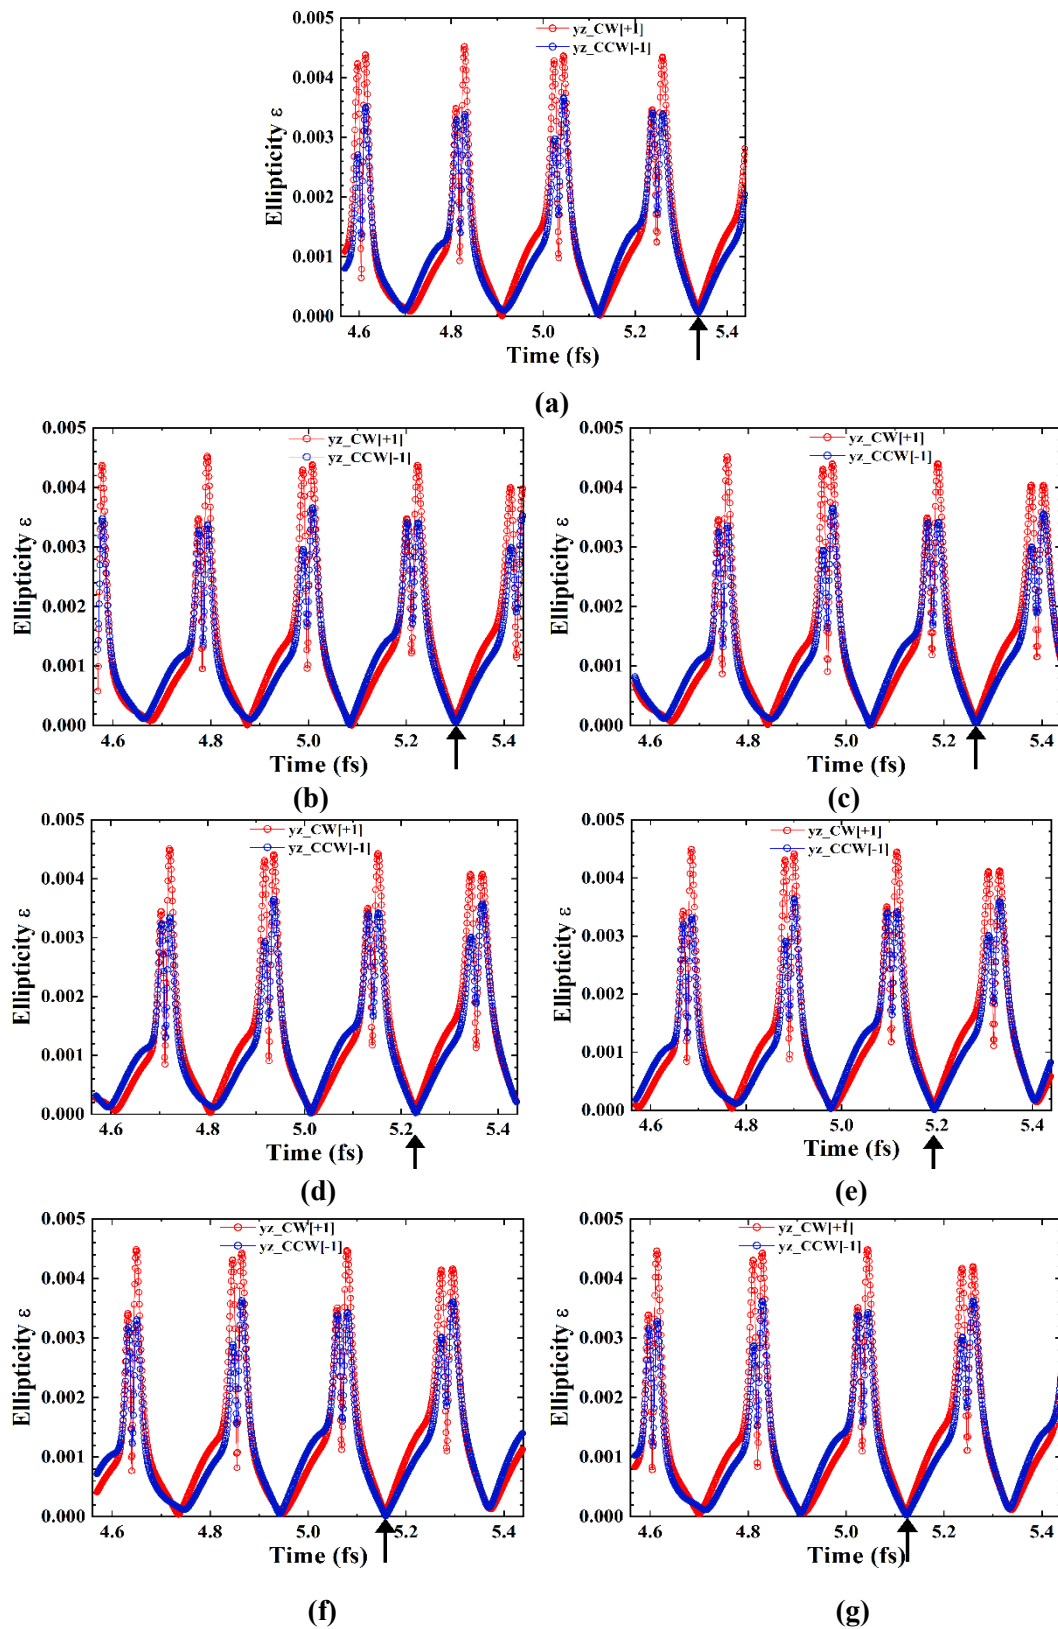 0.005
0.004
0.003
0.002
0.001
0.000
Ellipticity ε
yz_CW[+1]
yz_CCW[-1]
4.6 4.8 5.0 5.2 5.4
Time (fs)
(a)
0.005
0.004
0.003
0.002
0.001
0.000
Ellipticity ε
yz_CW[+1]
yz_CCW[-1]
4.6 4.8 5.0 5.2 5.4
Time (fs)
(b)
0.005
0.004
0.003
0.002
0.001
0.000
Ellipticity ε
yz_CW[+1]
yz_CCW[-1]
4.6 4.8 5.0 5.2 5.4
Time (fs)
(c)
0.005
0.004
0.003
0.002
0.001
0.000
Ellipticity ε
yz_CW[+1]
yz_CCW[-1]
4.6 4.8 5.0 5.2 5.4
Time (fs)
(d)
0.005
0.004
0.003
0.002
0.001
0.000
Ellipticity ε
yz_CW[+1]
yz_CCW[-1]
4.6 4.8 5.0 5.2 5.4
Time (fs)
(e)
0.005
0.004
0.003
0.002
0.001
0.000
Ellipticity ε
yz_CW[+1]
yz_CCW[-1]
4.6 4.8 5.0 5.2 5.4
Time (fs)
(f)
0.005
0.004
0.003
0.002
0.001
0.000
Ellipticity ε
yz_CW[+1]
yz_CCW[-1]
4.6 4.8 5.0 5.2 5.4
Time (fs)
(g)